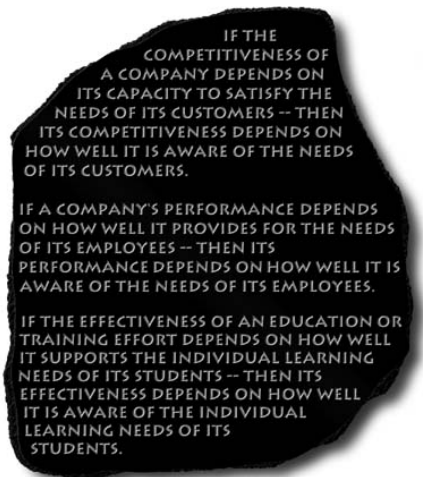 IF THE
COMPETITIVENESS OF
A COMPANY DEPENDS ON
ITS CAPACITY TO SATISFY THE
NEEDS OF ITS CUSTOMERS -- THEN
ITS COMPETITIVENESS DEPENDS ON
HOW WELL IT IS AWARE OF THE NEEDS
OF ITS CUSTOMERS.
IF A COMPANY'S PERFORMANCE DEPENDS
ON HOW WELL IT PROVIDES FOR THE NEEDS
OF ITS EMPLOYEES -- THEN ITS
PERFORMANCE DEPENDS ON HOW WELL IT IS
AWARE OF THE NEEDS OF ITS EMPLOYEES.
IF THE EFFECTIVENESS OF AN EDUCATION OR
TRAINING EFFORT DEPENDS ON HOW WELL
IT SUPPORTS THE INDIVIDUAL LEARNING
NEEDS OF ITS STUDENTS -- THEN ITS
EFFECTIVENESS DEPENDS ON HOW WELL
IT IS AWARE OF THE INDIVIDUAL
LEARNING NEEDS OF ITS
STUDENTS.